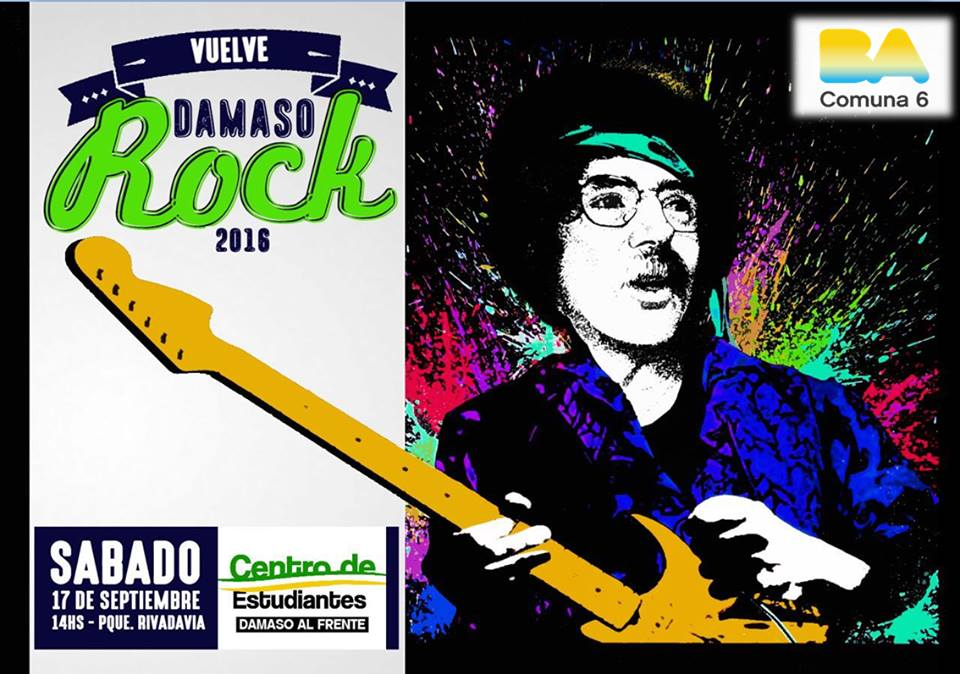 VUELVE
DAMASO
Rock
2016
SABADO
17 DE SEPTIEMBRE
14HS - PQUE. RIVADAVIA
Centro de
Estudiantes
DAMASO AL FRENTE
BA
Comuna 6